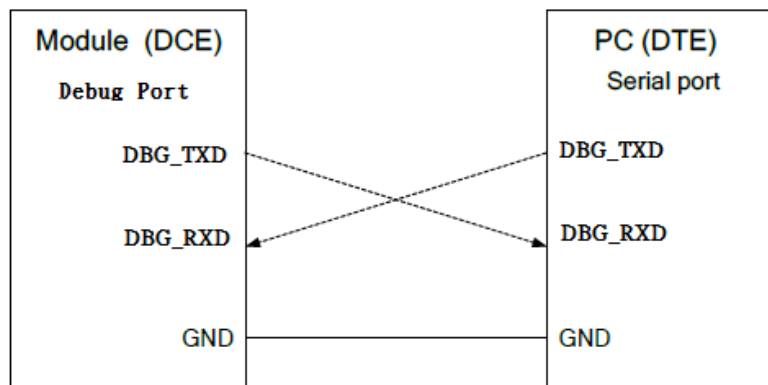 Module (DCE)
Debug Port
DBG_TXD
DBG_RXD
GND
PC (DTE)
Serial port
DBG_TXD
DBG_RXD
GND